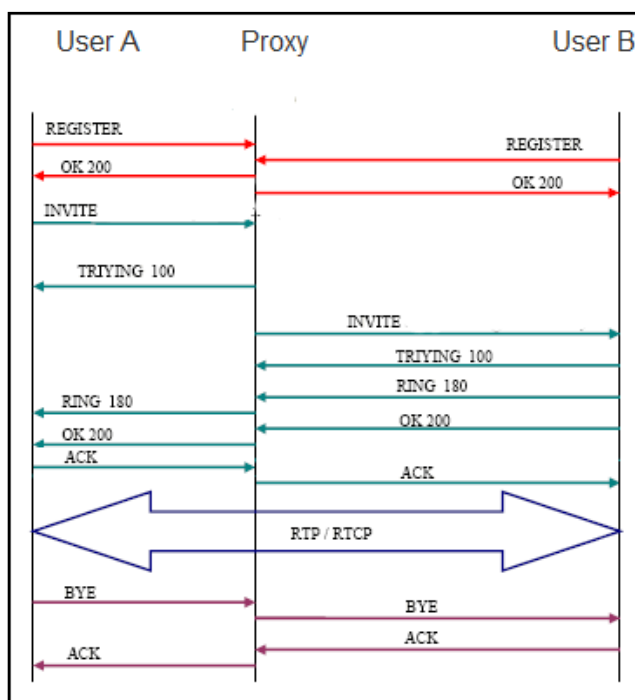 User A Proxy User B
REGISTER
REGISTER
OK 200
OK 200
INVITE
TRIYING 100
INVITE
TRIYING 100
RING 180
RING 180
OK 200
OK 200
ACK
ACK
RTP / RTCP
BYE
BYE
ACK
ACK